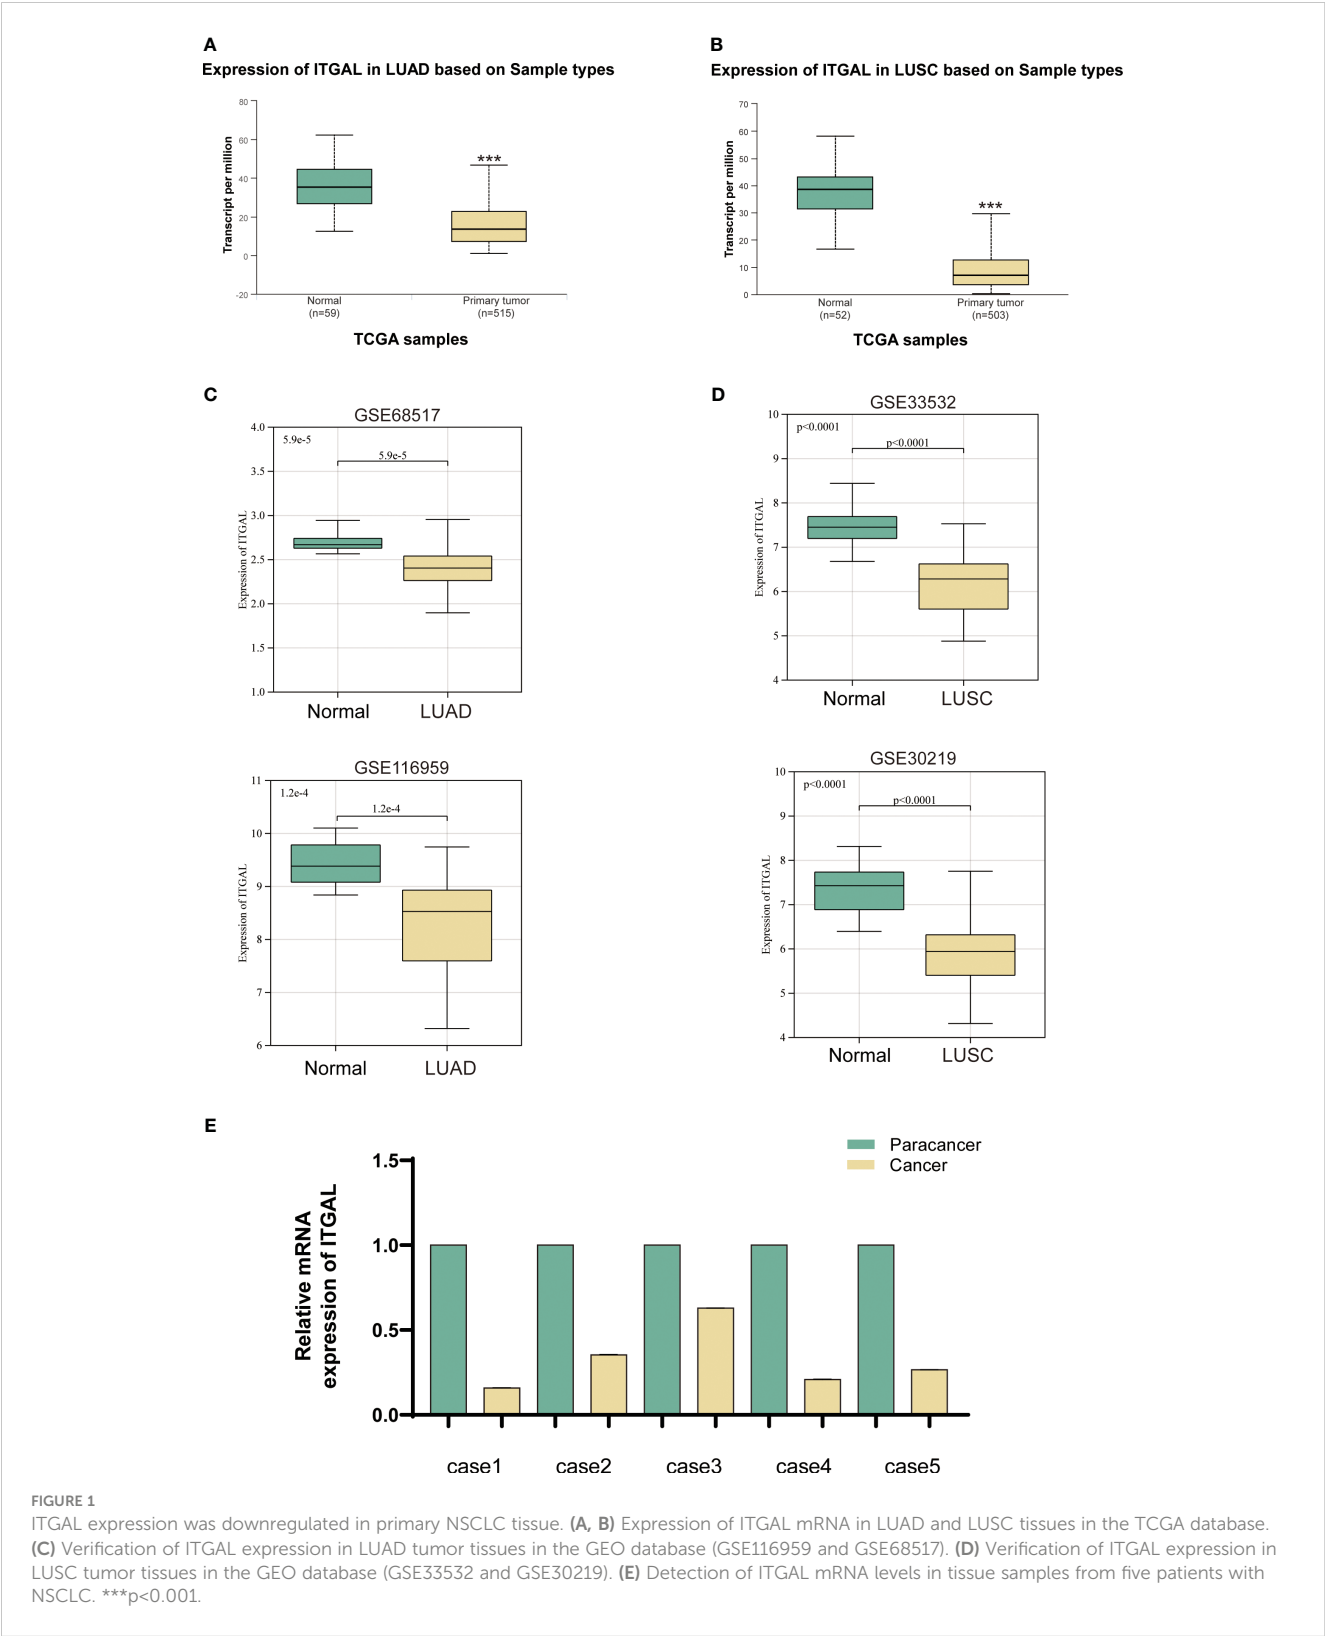 A
Expression of ITGAL in LUAD based on Sample types
80
60
40
20
0
-20
Transcript per million
***
Normal
(n=59)
Primary tumor
(n=515)
TCGA samples
B
Expression of ITGAL in LUSC based on Sample types
70
60
50
40
30
20
10
0
Transcript per million
***
Normal
(n=52)
Primary tumor
(n=503)
TCGA samples
C
GSE68517
4.0
3.5
3.0
2.5
2.0
1.5
1.0
Expression of ITGAL
5.9e-5
5.9e-5
Normal
LUAD
D
GSE33532
10
9
8
7
6
5
4
Expression of ITGAL
p<0.0001
p<0.0001
Normal
LUSC
GSE116959
11
10
9
8
7
6
Expression of ITGAL
1.2e-4
1.2e-4
Normal
LUAD
GSE30219
10
9
8
7
6
5
4
Expression of ITGAL
p<0.0001
p<0.0001
Normal
LUSC
E
Paracancer
Cancer
1.5
1.0
0.5
0.0
Relative mRNA
expression of ITGAL
case1
case2
case3
case4
case5
FIGURE 1
ITGAL expression was downregulated in primary NSCLC tissue. (A, B) Expression of ITGAL mRNA in LUAD and LUSC tissues in the TCGA database.
(C) Verification of ITGAL expression in LUAD tumor tissues in the GEO database (GSE116959 and GSE68517). (D) Verification of ITGAL expression in
LUSC tumor tissues in the GEO database (GSE33532 and GSE30219). (E) Detection of ITGAL mRNA levels in tissue samples from five patients with
NSCLC. ***p<0.001.